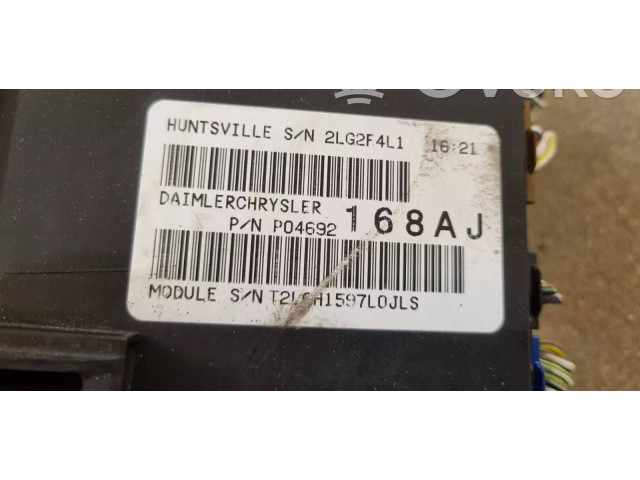 HUNTSVILLE S/N 2LG2F4L1 16:21
DAIMLERCHRYSLER
P/N P04692 168AJ
MODULE S/N T2LGH1597L0JLS